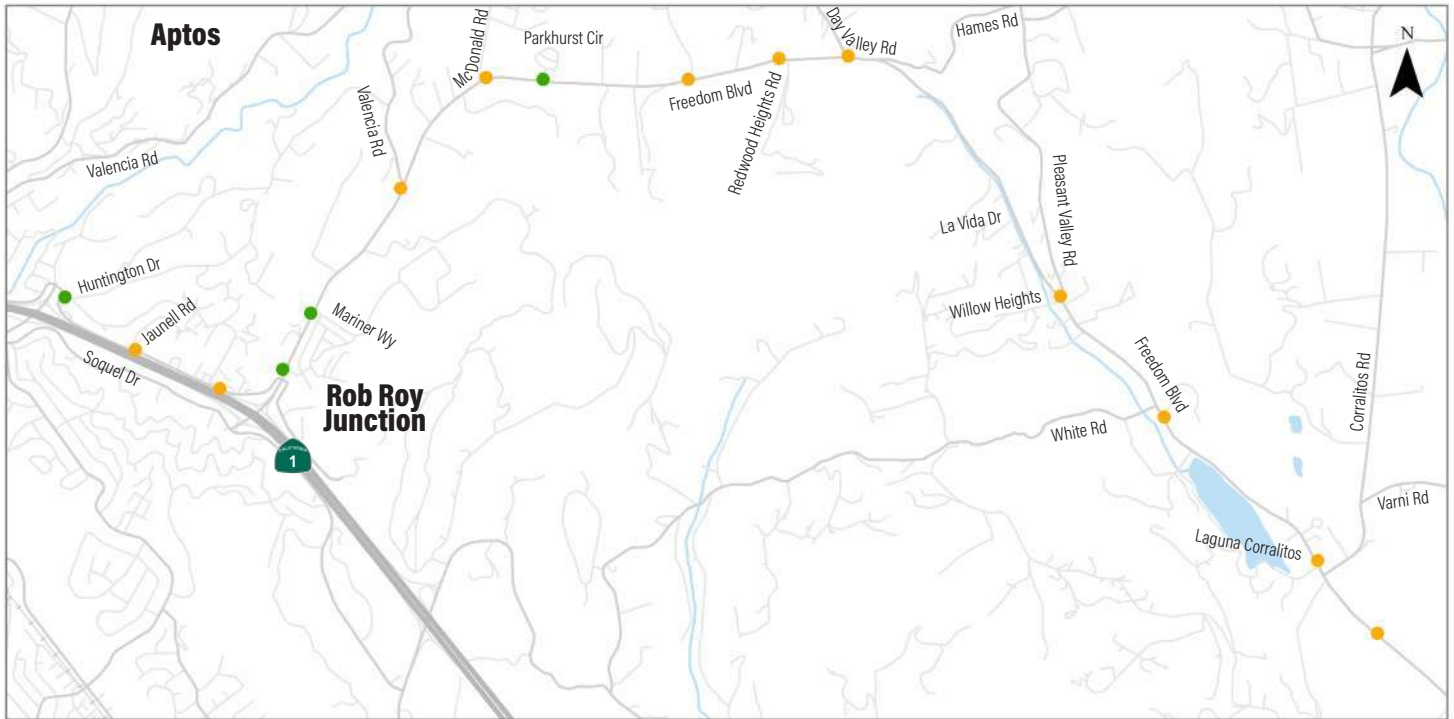 Aptos
McDonald Rd
Parkhurst Cir
Day Valley Rd
Hames Rd
N
Valencia Rd
Freedom Blvd
Redwood Heights Rd
Valencia Rd
Pleasant Valley Rd
La Vida Dr
Huntington Dr
Jaunell Rd
Mariner Wy
Willow Heights
Soquel Dr
Freedom Blvd
Corralitos Rd
Rob Roy
Junction
CALIFORNIA
1
White Rd
Varni Rd
Laguna Corralitos